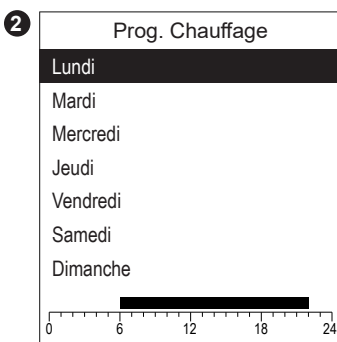 2
Prog. Chauffage
Lundi
Mardi
Mercredi
Jeudi
Vendredi
Samedi
Dimanche
0 6 12 18 24